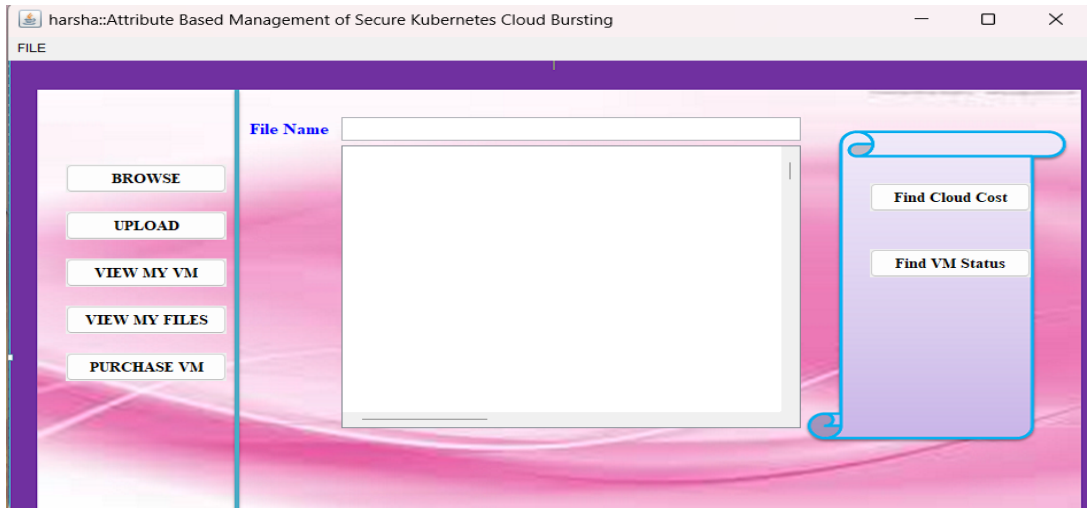 harsha::Attribute Based Management of Secure Kubernetes Cloud Bursting
FILE
File Name
BROWSE
UPLOAD
VIEW MY VM
VIEW MY FILES
PURCHASE VM
Find Cloud Cost
Find VM Status